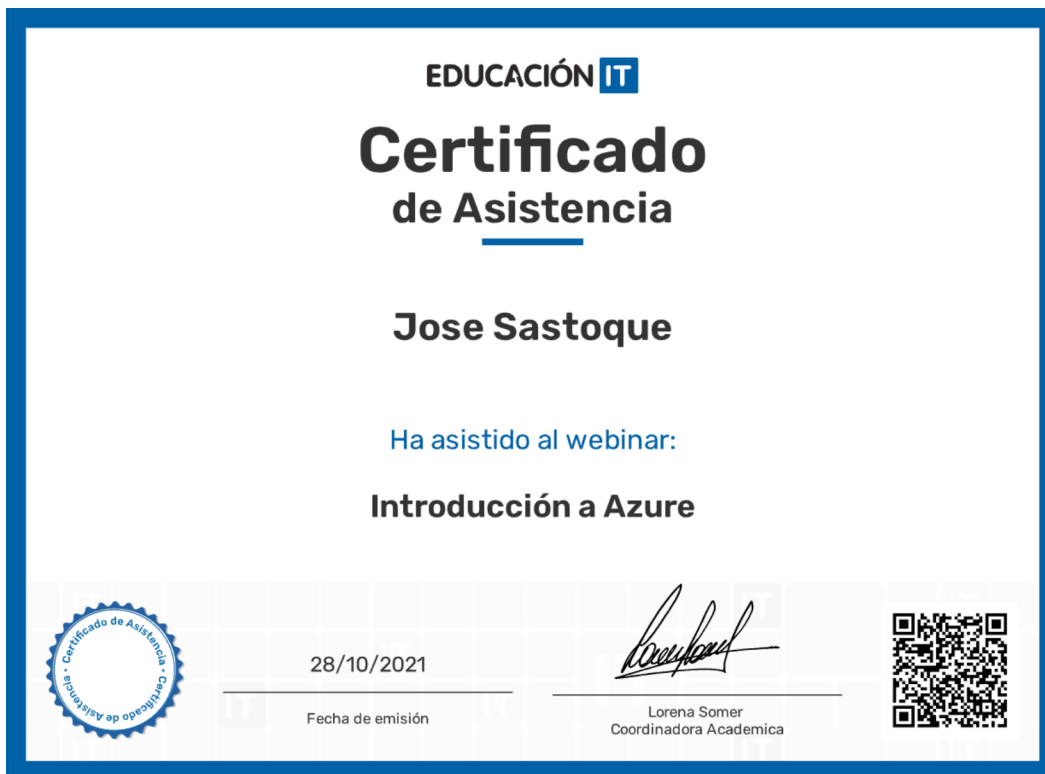 EDUCACIÓN IT
Certificado
de Asistencia
Jose Sastoque
Ha asistido al webinar:
Introducción a Azure
Certificado de Asistencia · Certificado de Asistencia ·
28/10/2021
Fecha de emisión
Lorena Somer
Coordinadora Academica